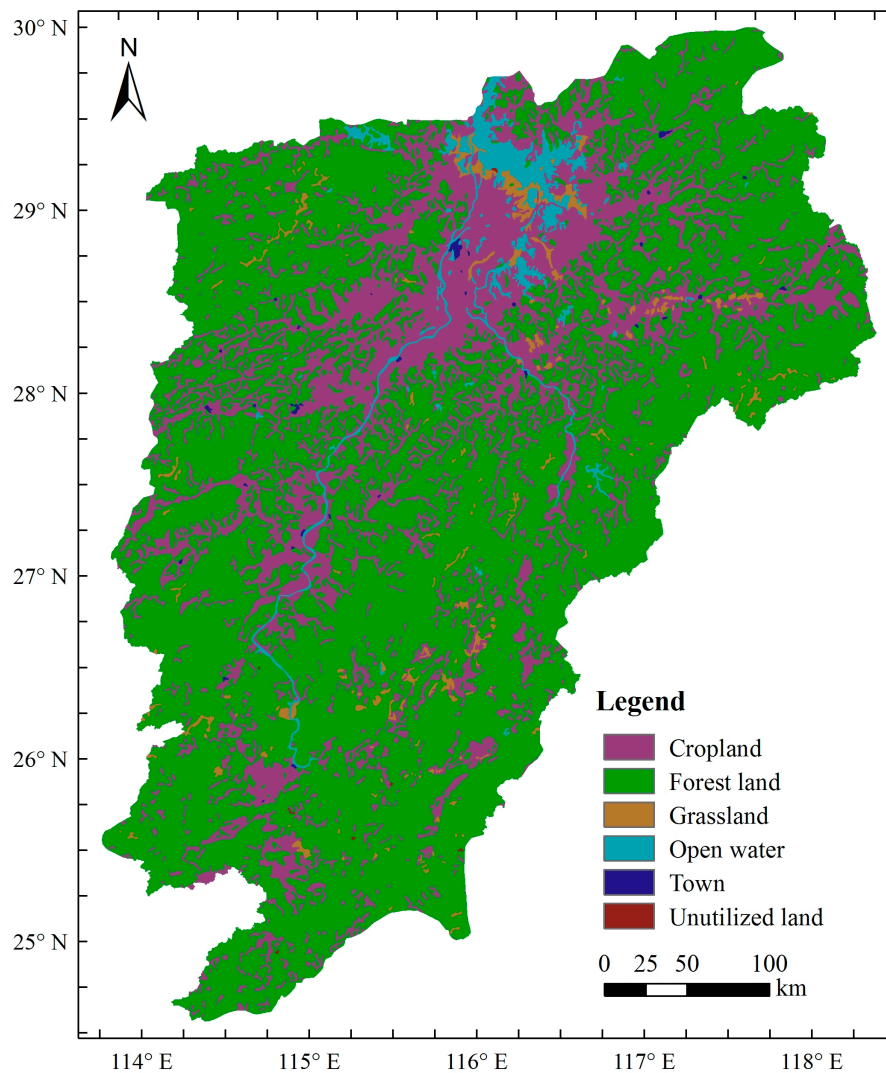 30° N
N
29° N
28° N
27° N
26° N
25° N
Legend
Cropland
Forest land
Grassland
Open water
Town
Unutilized land
0 25 50 100
km
114° E 115° E 116° E 117° E 118° E